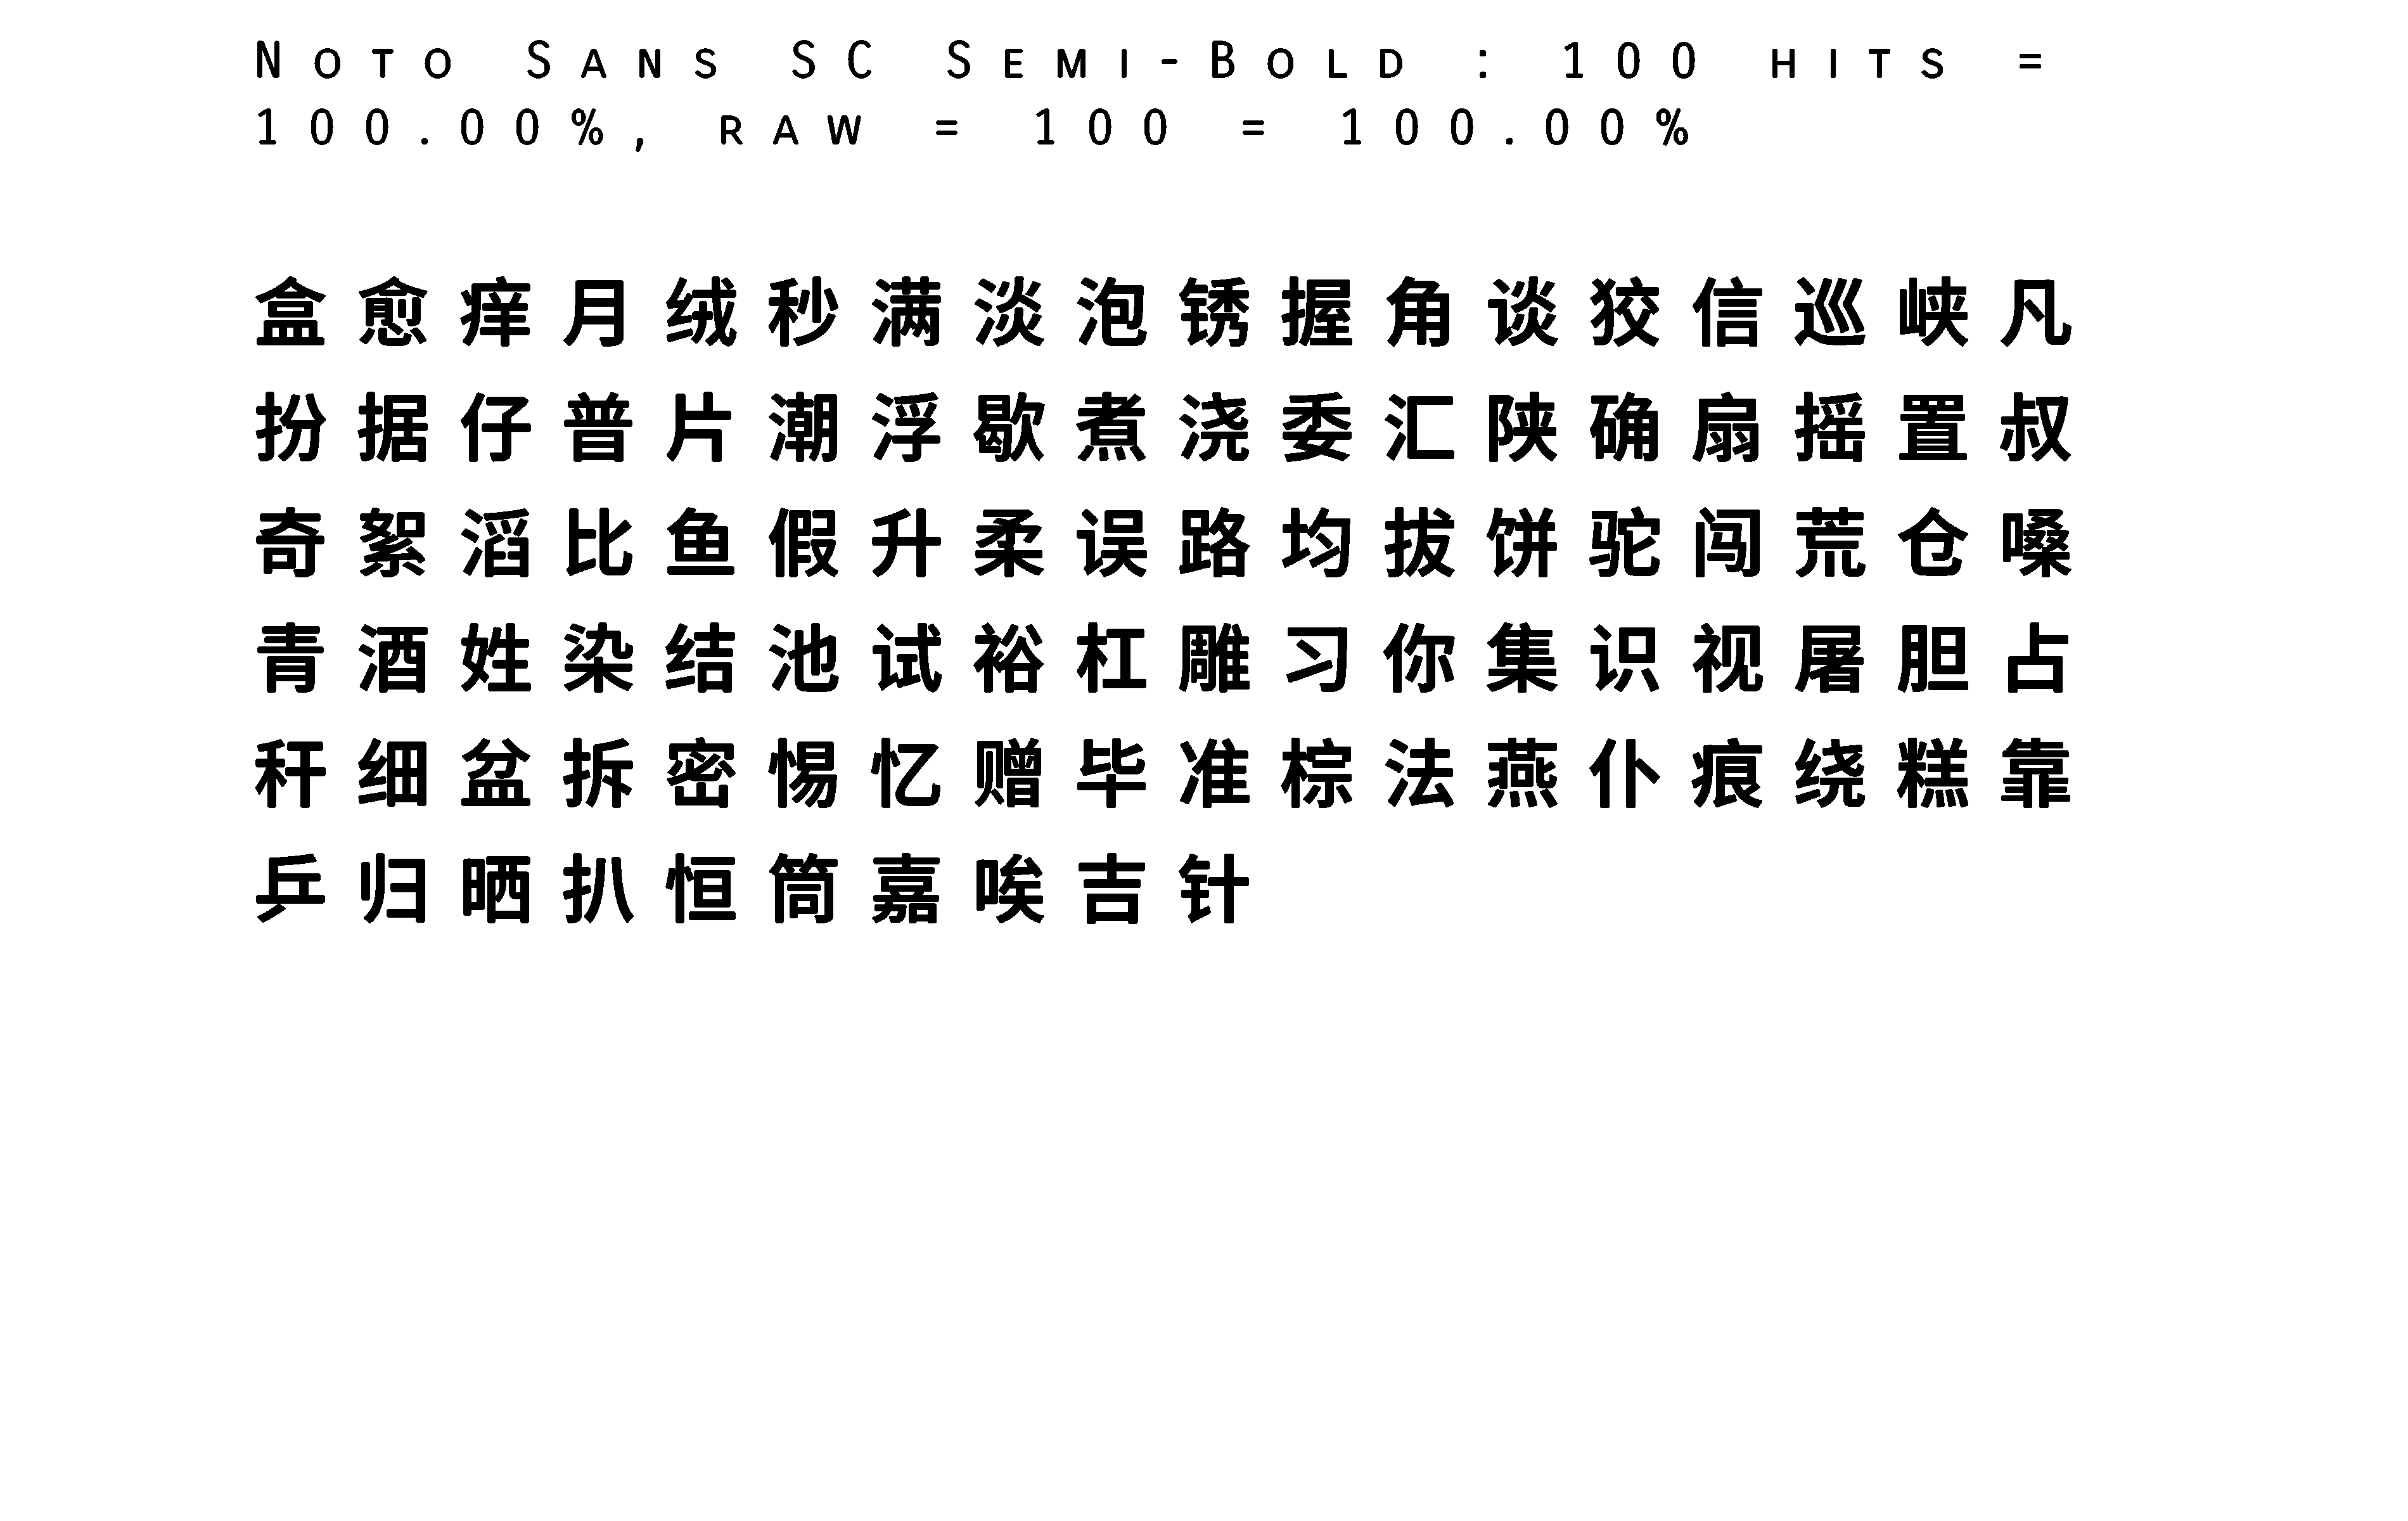 Noto Sans SC Semi-Bold : 100 hits =
100.00%, raw = 100 = 100.00%
盒愈痒月绒秒满淡泡锈握角谈狡信巡峡凡
扮据仔普片潮浮歇煮浇委汇陕确扇摇置叔
奇絮滔比鱼假升柔误路均拔饼驼闯荒仓嗓
青酒姓染结池试裕杠雕习你集识视屠胆占
秆细盆拆密惕忆赠毕准棕法燕仆痕绕糕靠
乒归晒扒恒筒嘉唉吉针